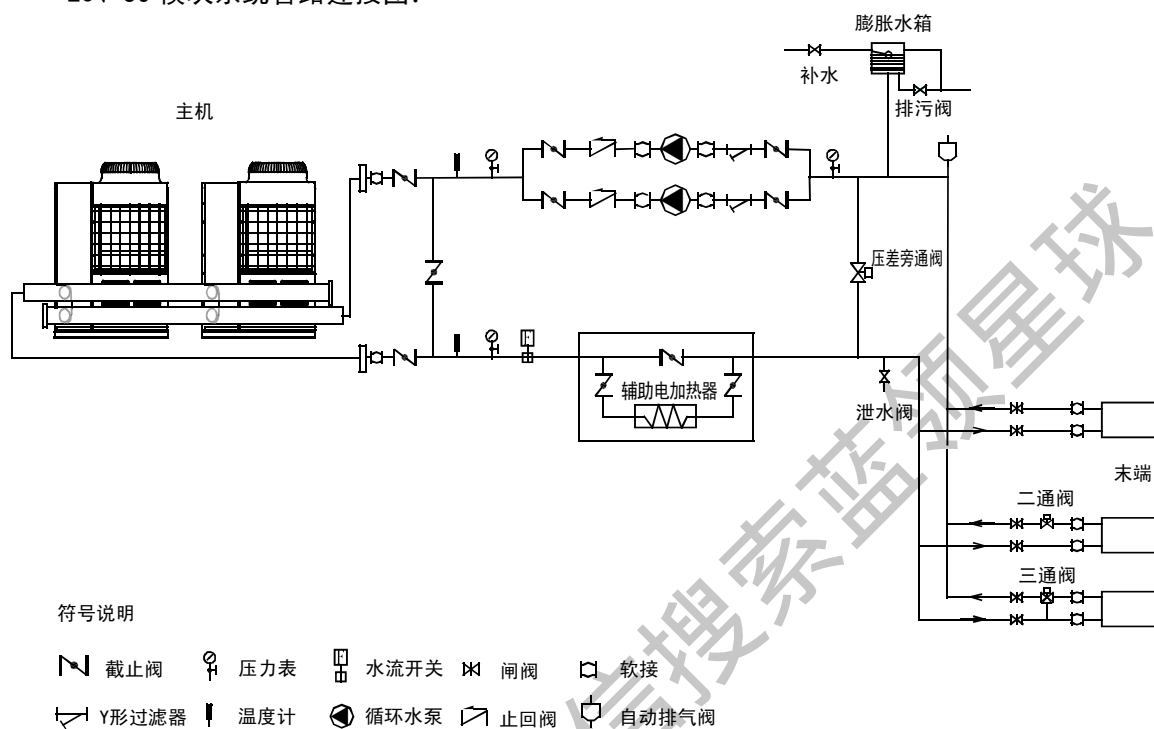 膨胀水箱
补水
排污阀
主机
压差旁通阀
辅助电加热器
泄水阀
末端
二通阀
三通阀
符号说明
截止阀 压力表 水流开关 闸阀 软接
Y形过滤器 温度计 循环水泵 止回阀 自动排气阀
信搜索蓝领星球